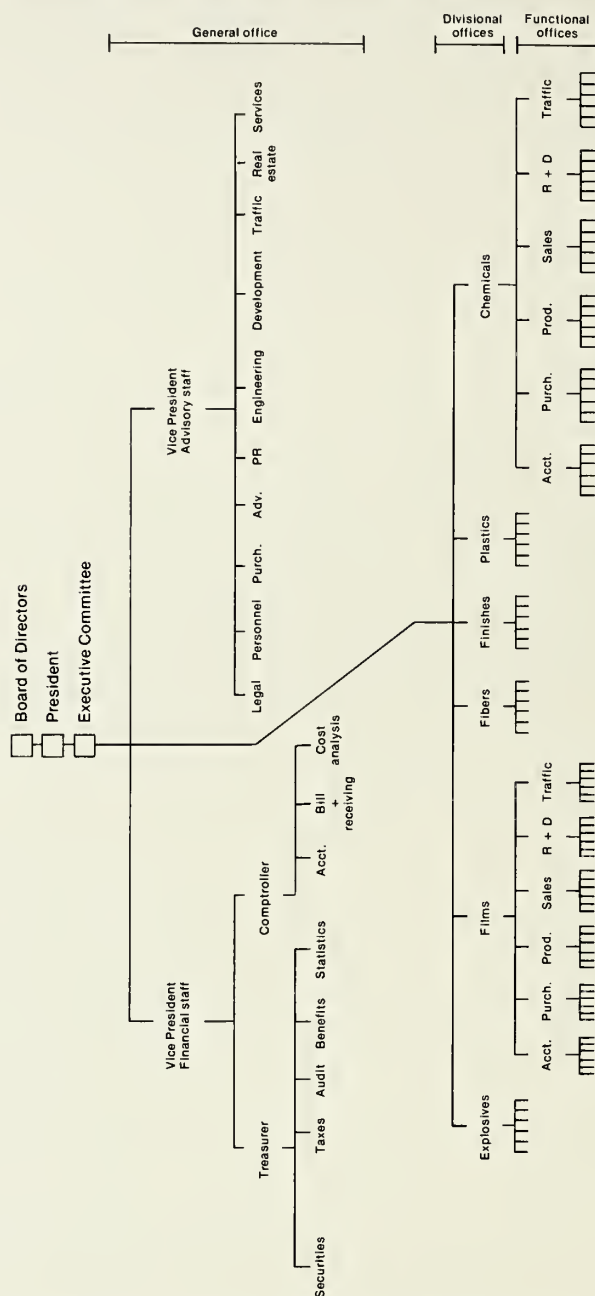 Board of Directors
President
Executive Committee
General office
Vice President
Financial staff
Vice President
Advisory staff
Treasurer
Comptroller
Legal
Personnel
Purch.
Adv.
PR
Engineering
Development
Traffic
Real
estate
Services
Securities
Taxes
Audit
Benefits
Statistics
Acct.
Bill
+
receiving
Cost
analysis
Divisional
offices
Explosives
Films
Fibers
Finishes
Plastics
Chemicals
Functional
offices
Acct.
Purch.
Prod.
Sales
R + D
Traffic
Acct.
Purch.
Prod.
Sales
R + D
Traffic